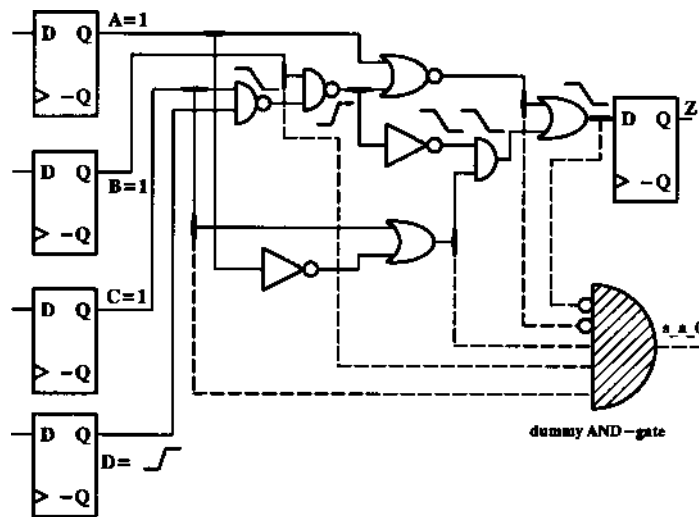 D Q A=1
-Q
D Q
B=1
-Q
D Q
C=1
-Q
D Q
D=
-Q
D Q Z
-Q
dummy AND-gate